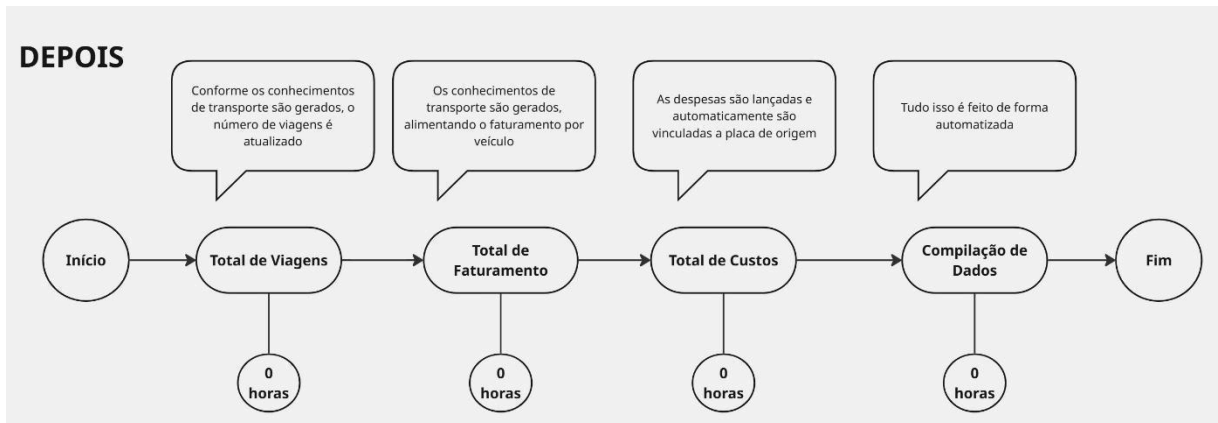 DEPOIS
Conforme os conhecimentos
de transporte são gerados, o
número de viagens é
atualizado
Os conhecimentos de
transporte são gerados,
alimentando o faturamento por
veículo
As despesas são lançadas e
automaticamente são
vinculadas a placa de origem
Tudo isso é feito de forma
automatizada
Início
Total de Viagens
Total de
Faturamento
Total de Custos
Compilação de
Dados
Fim
0
horas
0
horas
0
horas
0
horas